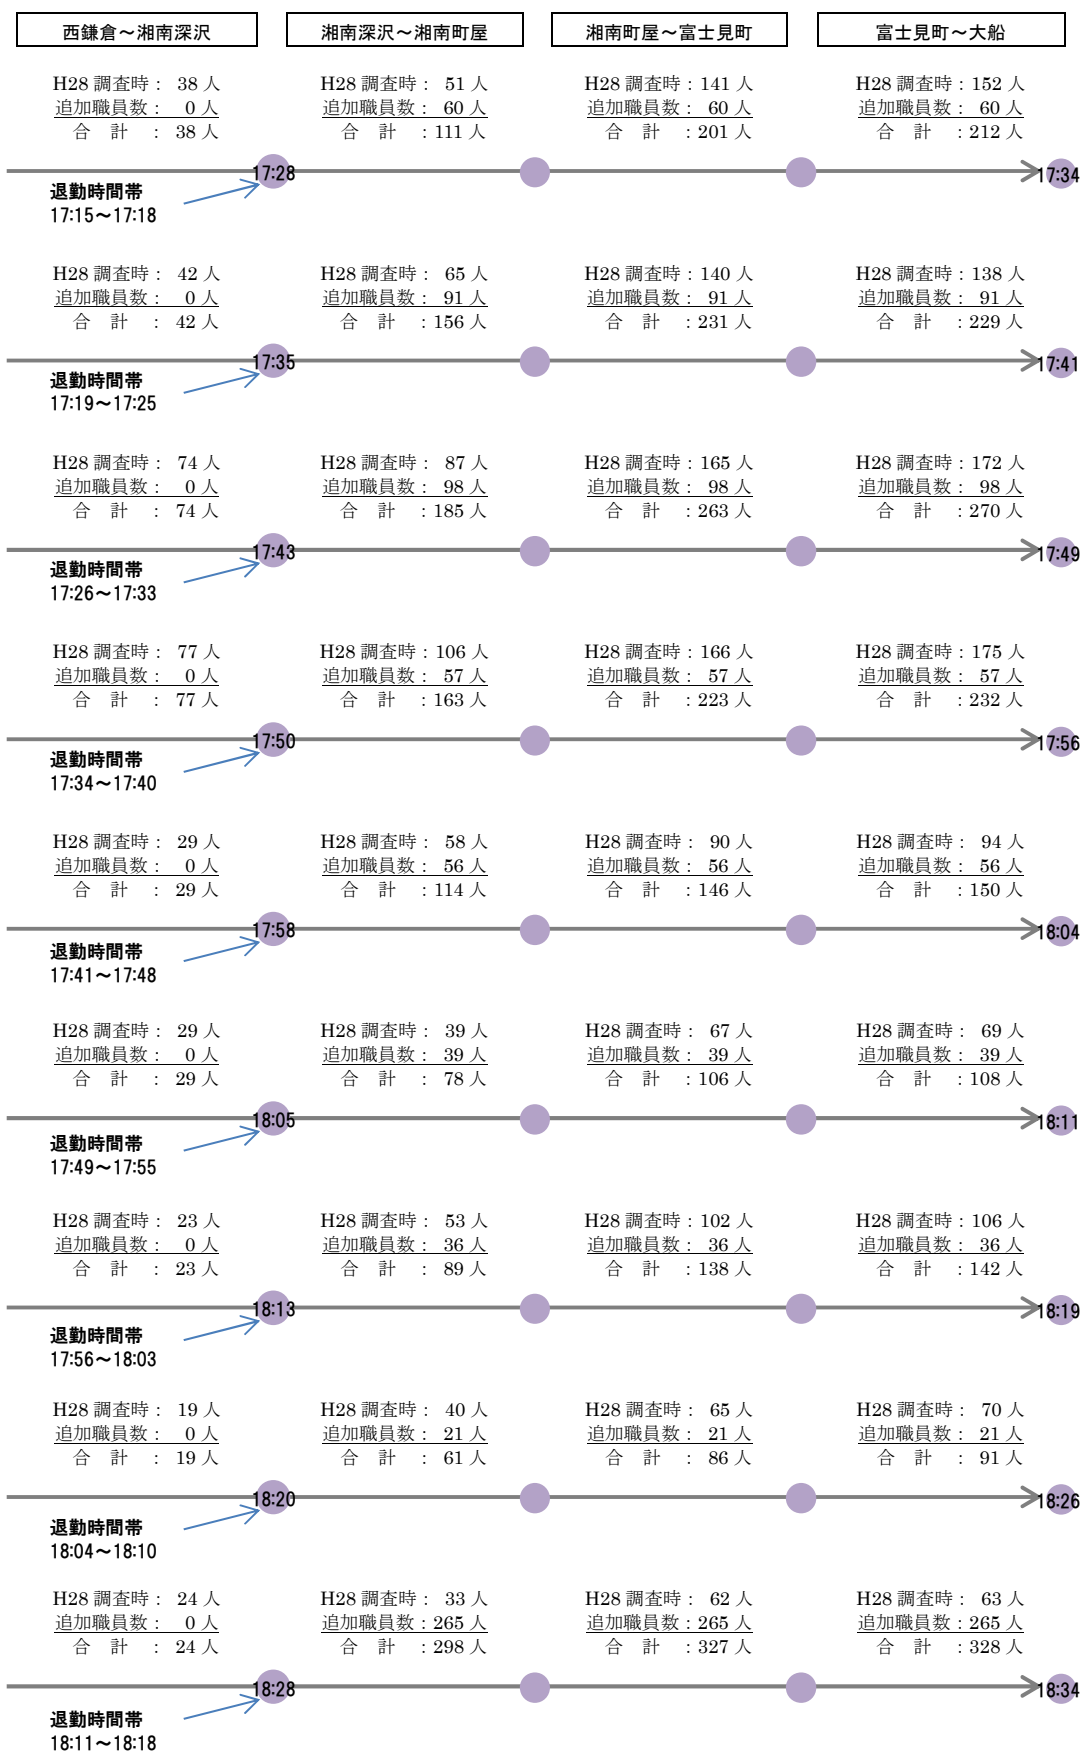 西鎌倉～湘南深沢 湘南深沢～湘南町屋 湘南町屋～富士見町 富士見町～大船
H28 調査時： 38 人 H28 調査時： 51 人 H28 調査時：141 人 H28 調査時：152 人
追加職員数： 0 人 追加職員数： 60 人 追加職員数： 60 人 追加職員数： 60 人
合 計 ： 38 人 合 計 ：111 人 合 計 ：201 人 合 計 ：212 人
17:28 17:34
退勤時間帯
17:15～17:18
H28 調査時： 42 人 H28 調査時： 65 人 H28 調査時：140 人 H28 調査時：138 人
追加職員数： 0 人 追加職員数： 91 人 追加職員数： 91 人 追加職員数： 91 人
合 計 ： 42 人 合 計 ：156 人 合 計 ：231 人 合 計 ：229 人
17:35 17:41
退勤時間帯
17:19～17:25
H28 調査時： 74 人 H28 調査時： 87 人 H28 調査時：165 人 H28 調査時：172 人
追加職員数： 0 人 追加職員数： 98 人 追加職員数： 98 人 追加職員数： 98 人
合 計 ： 74 人 合 計 ：185 人 合 計 ：263 人 合 計 ：270 人
17:43 17:49
退勤時間帯
17:26～17:33
H28 調査時： 77 人 H28 調査時：106 人 H28 調査時：166 人 H28 調査時：175 人
追加職員数： 0 人 追加職員数： 57 人 追加職員数： 57 人 追加職員数： 57 人
合 計 ： 77 人 合 計 ：163 人 合 計 ：223 人 合 計 ：232 人
17:50 17:56
退勤時間帯
17:34～17:40
H28 調査時： 29 人 H28 調査時： 58 人 H28 調査時： 90 人 H28 調査時： 94 人
追加職員数： 0 人 追加職員数： 56 人 追加職員数： 56 人 追加職員数： 56 人
合 計 ： 29 人 合 計 ：114 人 合 計 ：146 人 合 計 ：150 人
17:58 18:04
退勤時間帯
17:41～17:48
H28 調査時： 29 人 H28 調査時： 39 人 H28 調査時： 67 人 H28 調査時： 69 人
追加職員数： 0 人 追加職員数： 39 人 追加職員数： 39 人 追加職員数： 39 人
合 計 ： 29 人 合 計 ： 78 人 合 計 ：106 人 合 計 ：108 人
18:05 18:11
退勤時間帯
17:49～17:55
H28 調査時： 23 人 H28 調査時： 53 人 H28 調査時：102 人 H28 調査時：106 人
追加職員数： 0 人 追加職員数： 36 人 追加職員数： 36 人 追加職員数： 36 人
合 計 ： 23 人 合 計 ： 89 人 合 計 ：138 人 合 計 ：142 人
18:13 18:19
退勤時間帯
17:56～18:03
H28 調査時： 19 人 H28 調査時： 40 人 H28 調査時： 65 人 H28 調査時： 70 人
追加職員数： 0 人 追加職員数： 21 人 追加職員数： 21 人 追加職員数： 21 人
合 計 ： 19 人 合 計 ： 61 人 合 計 ： 86 人 合 計 ： 91 人
18:20 18:26
退勤時間帯
18:04～18:10
H28 調査時： 24 人 H28 調査時： 33 人 H28 調査時： 62 人 H28 調査時： 63 人
追加職員数： 0 人 追加職員数：265 人 追加職員数：265 人 追加職員数：265 人
合 計 ： 24 人 合 計 ：298 人 合 計 ：327 人 合 計 ：328 人
18:28 18:34
退勤時間帯
18:11～18:18